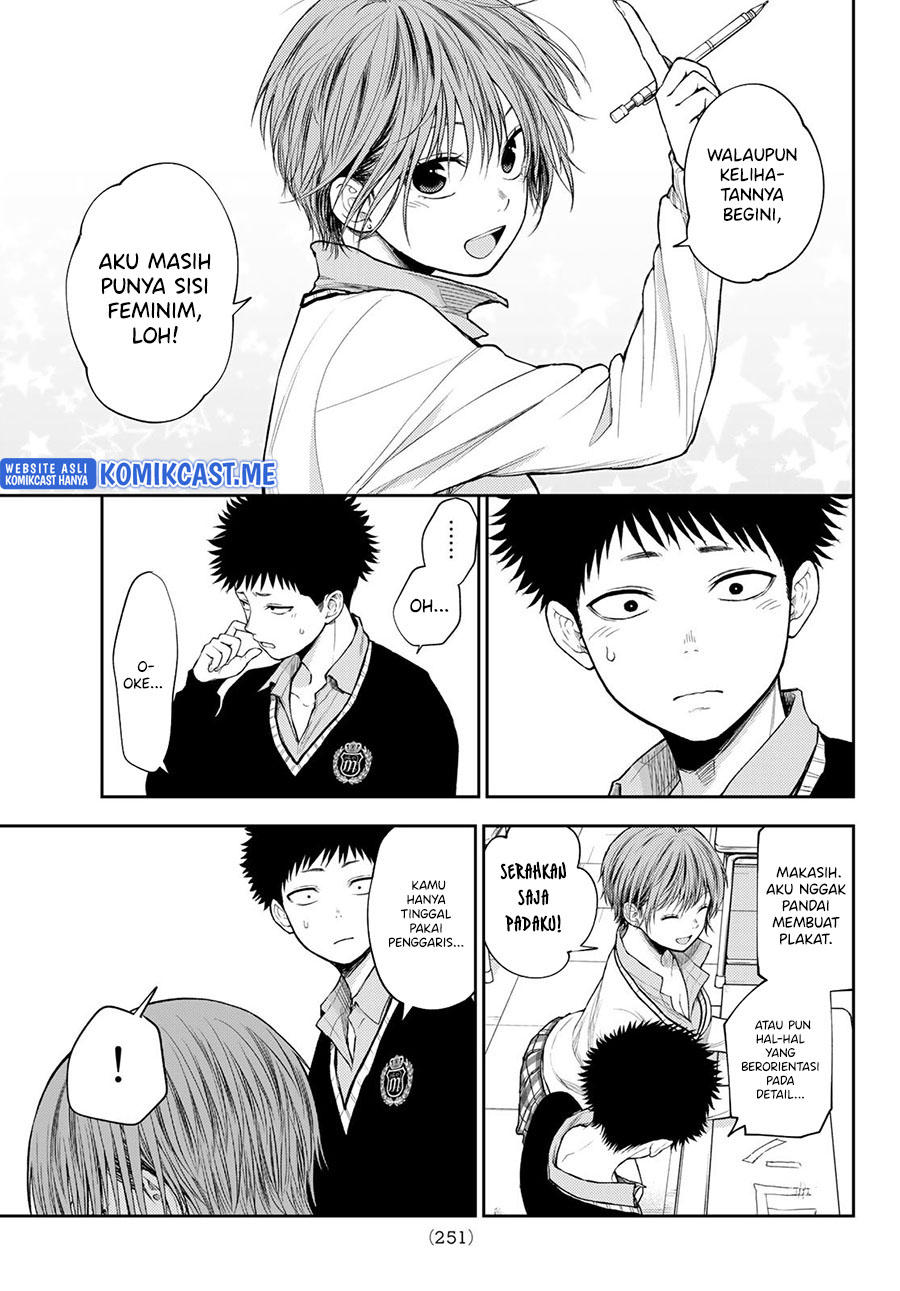 WALAUPUN
KELIHA-
TANNYA
BEGINI,
AKU MASIH
PUNYA SISI
FEMINIM,
LOH!
WEBSITE ASLI
KOMIKCAST HANYA
KOMIKCAST.ME
......
OH...
O-
OKE...
m
MAKASIH.
AKU NGGAK
PANDAI
MEMBUAT
PLAKAT.
ATAU PUN
HAL-HAL
YANG
BERORIENTASI
PADA
DETAIL...
SERAHKAN
SAJA
PADAKU!
KAMU
HANYA
TINGGAL
PAKAI
PENGGARIS...
m
!
(251)